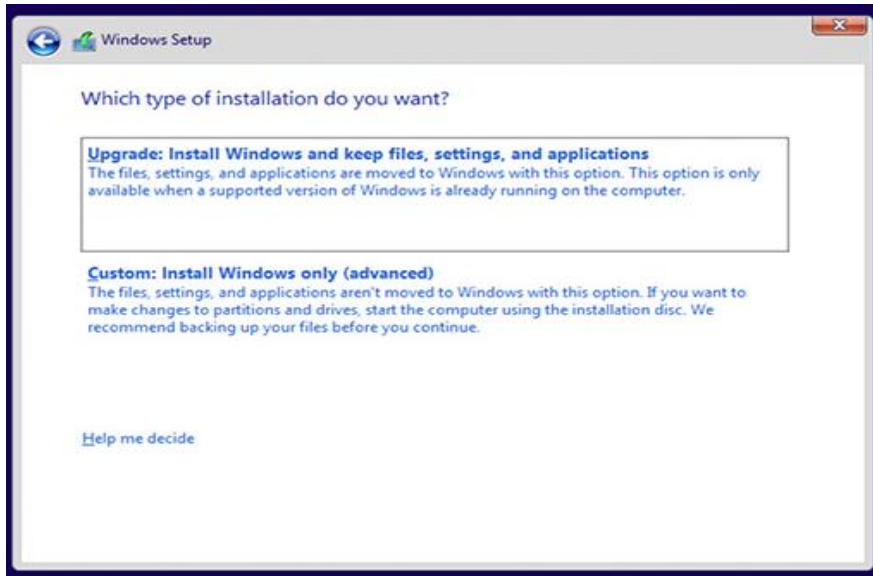 Windows Setup
Which type of installation do you want?
Upgrade: Install Windows and keep files, settings, and applications
The files, settings, and applications are moved to Windows with this option. This option is only
available when a supported version of Windows is already running on the computer.
Custom: Install Windows only (advanced)
The files, settings, and applications aren't moved to Windows with this option. If you want to
make changes to partitions and drives, start the computer using the installation disc. We
recommend backing up your files before you continue.
Help me decide